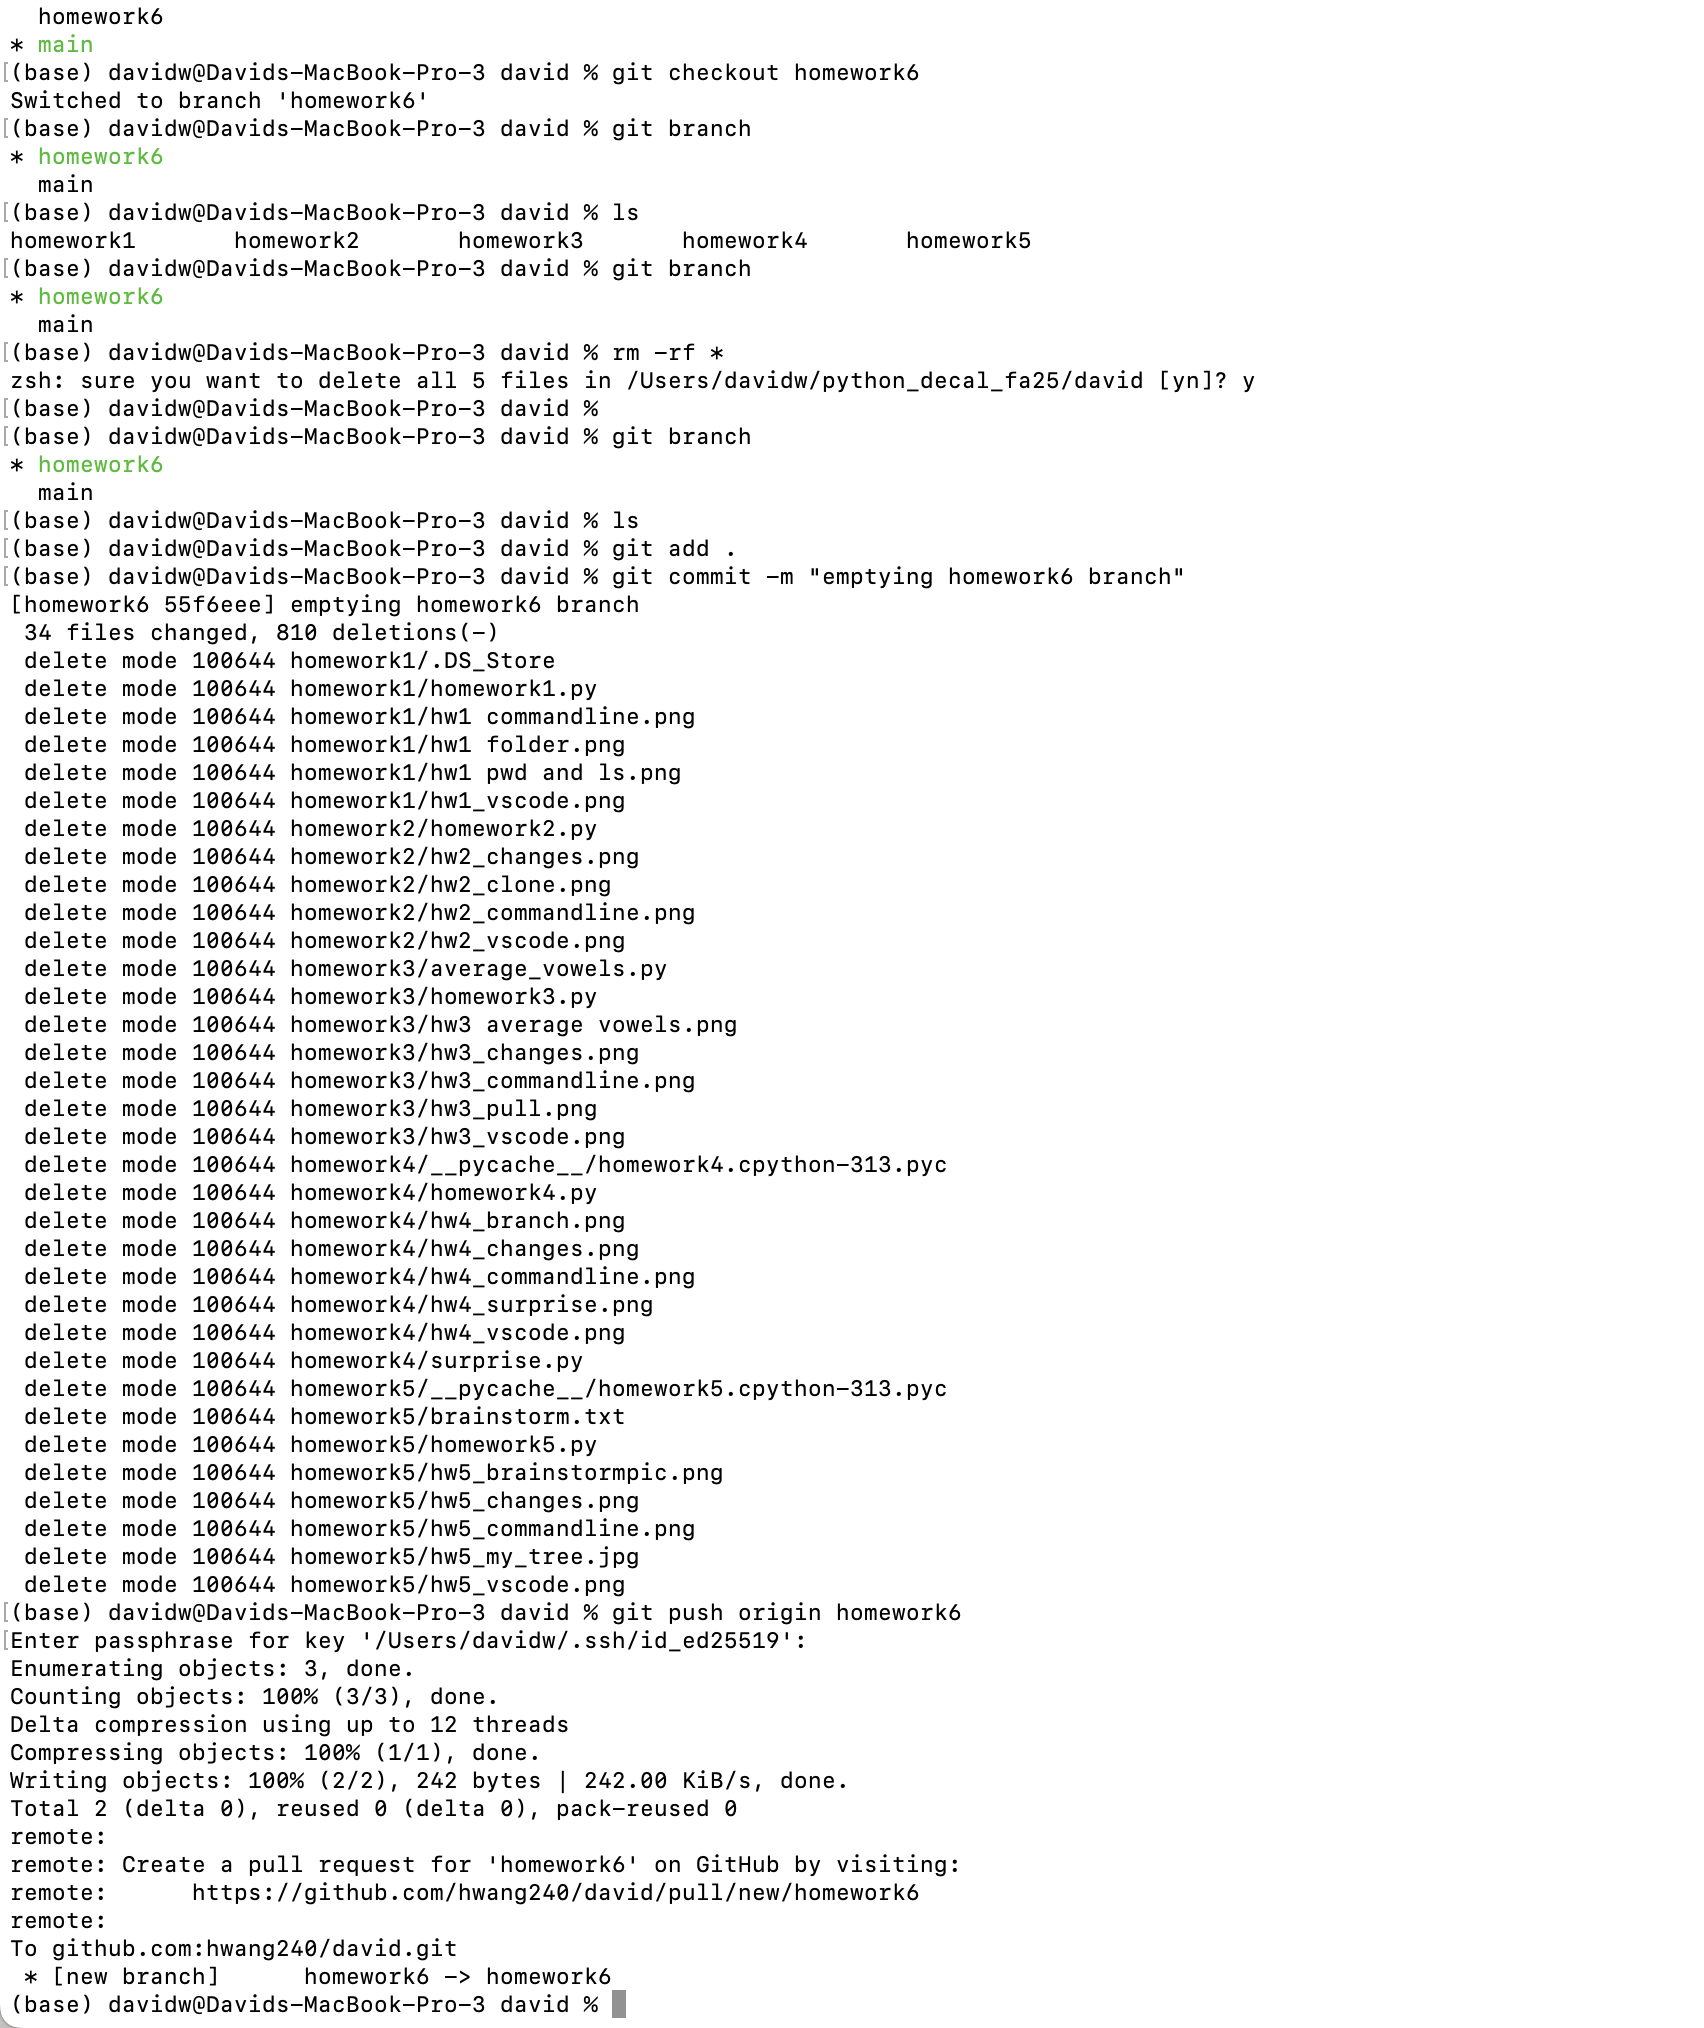 homework6
* main
[(base) davidw@Davids-MacBook-Pro-3 david % git checkout homework6
Switched to branch 'homework6'
[(base) davidw@Davids-MacBook-Pro-3 david % git branch
* homework6
  main
[(base) davidw@Davids-MacBook-Pro-3 david % ls
homework1       homework2       homework3       homework4       homework5
[(base) davidw@Davids-MacBook-Pro-3 david % git branch
* homework6
  main
[(base) davidw@Davids-MacBook-Pro-3 david % rm -rf *
zsh: sure you want to delete all 5 files in /Users/davidw/python_decal_fa25/david [yn]? y
[(base) davidw@Davids-MacBook-Pro-3 david %
[(base) davidw@Davids-MacBook-Pro-3 david % git branch
* homework6
  main
[(base) davidw@Davids-MacBook-Pro-3 david % ls
[(base) davidw@Davids-MacBook-Pro-3 david % git add .
[(base) davidw@Davids-MacBook-Pro-3 david % git commit -m "emptying homework6 branch"
[homework6 55f6eee] emptying homework6 branch
 34 files changed, 810 deletions(-)
 delete mode 100644 homework1/.DS_Store
 delete mode 100644 homework1/homework1.py
 delete mode 100644 homework1/hw1 commandline.png
 delete mode 100644 homework1/hw1 folder.png
 delete mode 100644 homework1/hw1 pwd and ls.png
 delete mode 100644 homework1/hw1_vscode.png
 delete mode 100644 homework2/homework2.py
 delete mode 100644 homework2/hw2_changes.png
 delete mode 100644 homework2/hw2_clone.png
 delete mode 100644 homework2/hw2_commandline.png
 delete mode 100644 homework2/hw2_vscode.png
 delete mode 100644 homework3/average_vowels.py
 delete mode 100644 homework3/homework3.py
 delete mode 100644 homework3/hw3 average vowels.png
 delete mode 100644 homework3/hw3_changes.png
 delete mode 100644 homework3/hw3_commandline.png
 delete mode 100644 homework3/hw3_pull.png
 delete mode 100644 homework3/hw3_vscode.png
 delete mode 100644 homework4/__pycache__/homework4.cpython-313.pyc
 delete mode 100644 homework4/homework4.py
 delete mode 100644 homework4/hw4_branch.png
 delete mode 100644 homework4/hw4_changes.png
 delete mode 100644 homework4/hw4_commandline.png
 delete mode 100644 homework4/hw4_surprise.png
 delete mode 100644 homework4/hw4_vscode.png
 delete mode 100644 homework4/surprise.py
 delete mode 100644 homework5/__pycache__/homework5.cpython-313.pyc
 delete mode 100644 homework5/brainstorm.txt
 delete mode 100644 homework5/homework5.py
 delete mode 100644 homework5/hw5_brainstormpic.png
 delete mode 100644 homework5/hw5_changes.png
 delete mode 100644 homework5/hw5_commandline.png
 delete mode 100644 homework5/hw5_my_tree.jpg
 delete mode 100644 homework5/hw5_vscode.png
[(base) davidw@Davids-MacBook-Pro-3 david % git push origin homework6
[Enter passphrase for key '/Users/davidw/.ssh/id_ed25519':
Enumerating objects: 3, done.
Counting objects: 100% (3/3), done.
Delta compression using up to 12 threads
Compressing objects: 100% (1/1), done.
Writing objects: 100% (2/2), 242 bytes | 242.00 KiB/s, done.
Total 2 (delta 0), reused 0 (delta 0), pack-reused 0
remote:
remote: Create a pull request for 'homework6' on GitHub by visiting:
remote:      https://github.com/hwang240/david/pull/new/homework6
remote:
To github.com:hwang240/david.git
 * [new branch]      homework6 -> homework6
(base) davidw@Davids-MacBook-Pro-3 david %